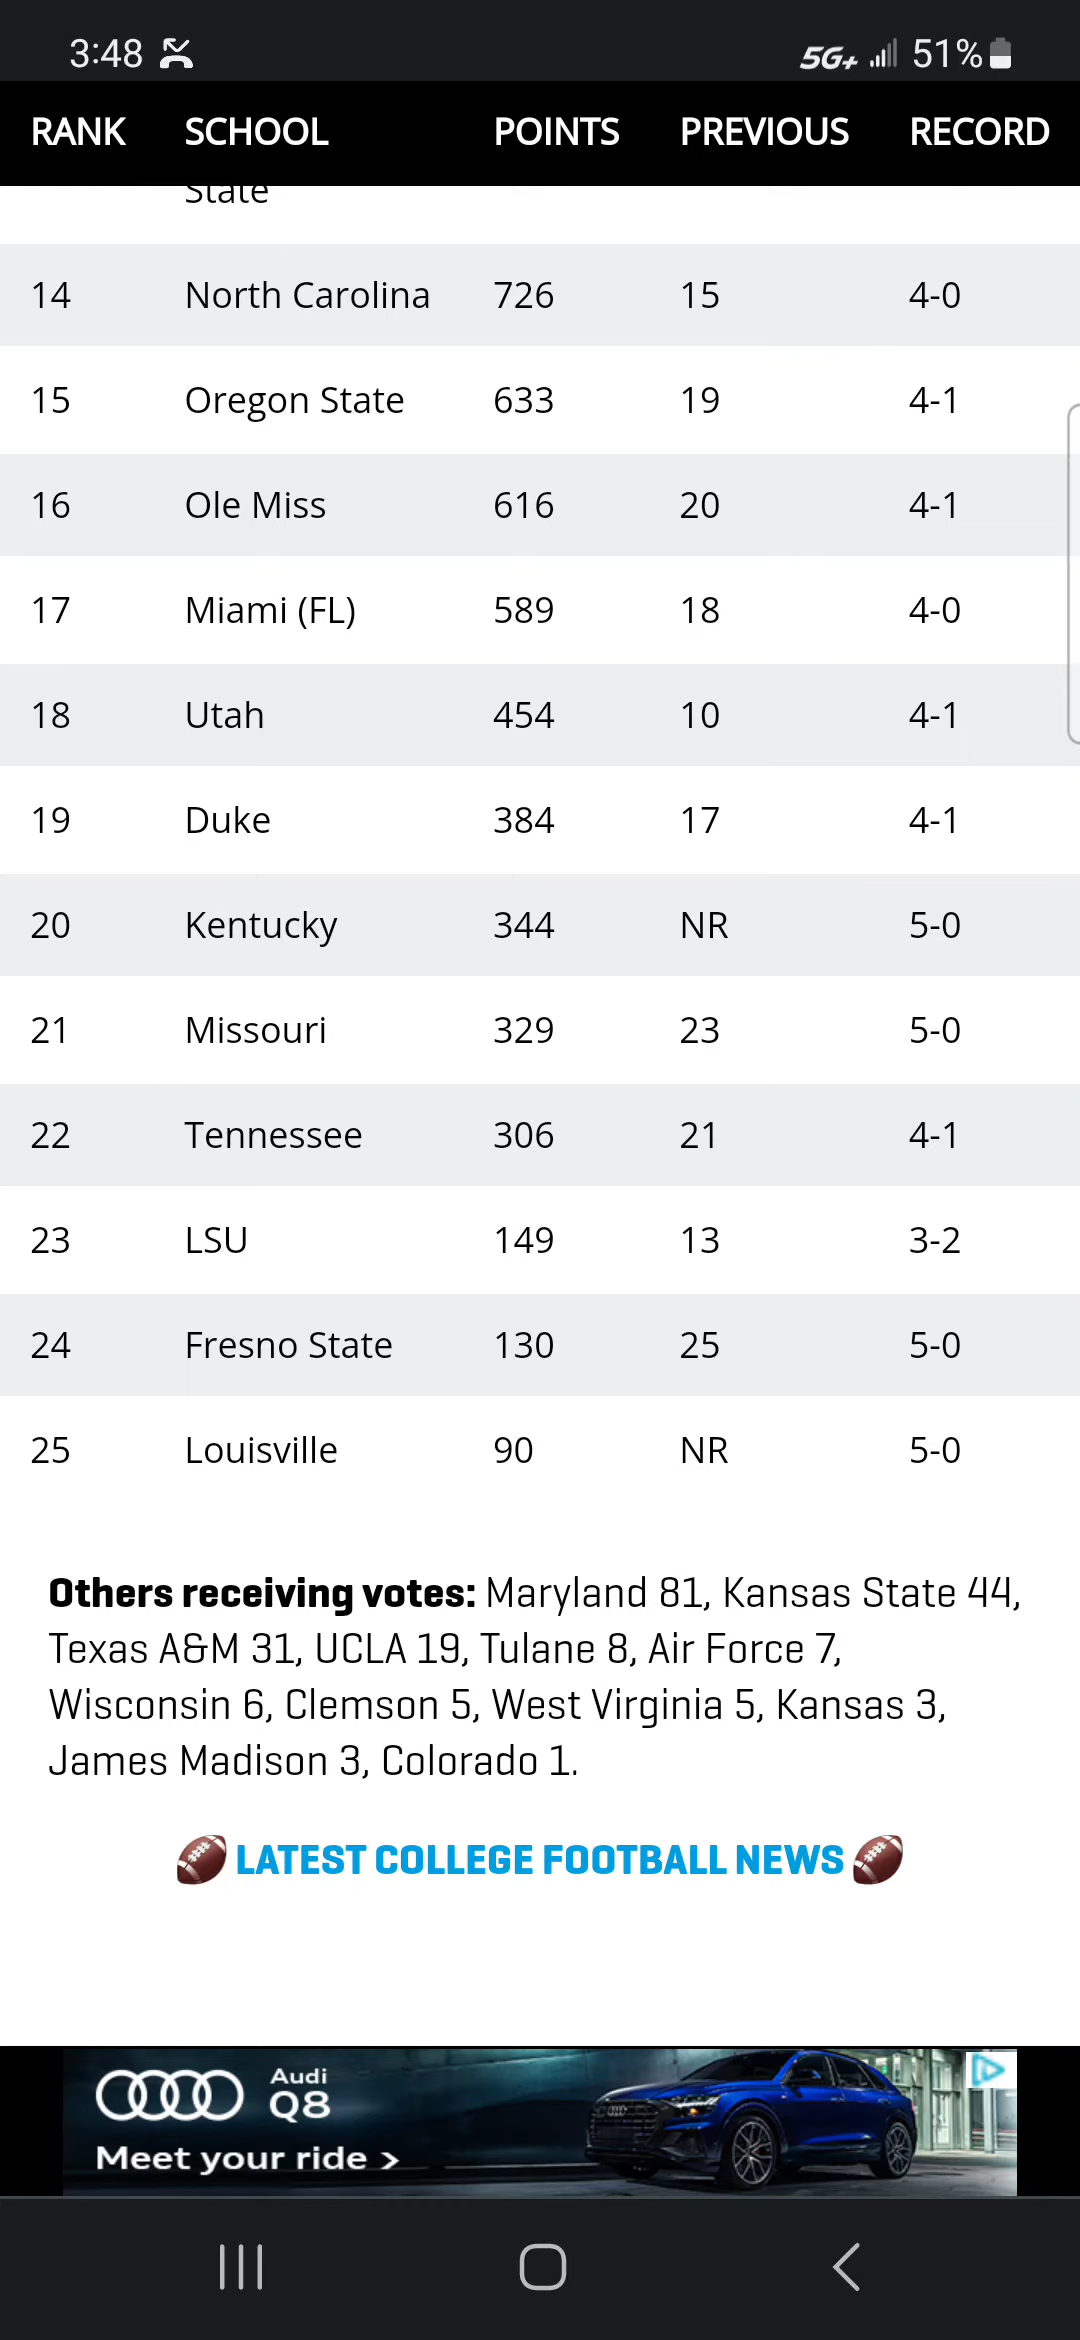 3:48 5G+ 51%
RANK SCHOOL POINTS PREVIOUS RECORD
State
14 North Carolina 726 15 4-0
15 Oregon State 633 19 4-1
16 Ole Miss 616 20 4-1
17 Miami (FL) 589 18 4-0
18 Utah 454 10 4-1
19 Duke 384 17 4-1
20 Kentucky 344 NR 5-0
21 Missouri 329 23 5-0
22 Tennessee 306 21 4-1
23 LSU 149 13 3-2
24 Fresno State 130 25 5-0
25 Louisville 90 NR 5-0
Others receiving votes: Maryland 81, Kansas State 44,
Texas A&M 31, UCLA 19, Tulane 8, Air Force 7,
Wisconsin 6, Clemson 5, West Virginia 5, Kansas 3,
James Madison 3, Colorado 1.
🏈 LATEST COLLEGE FOOTBALL NEWS 🏈
Audi
Q8
Meet your ride >